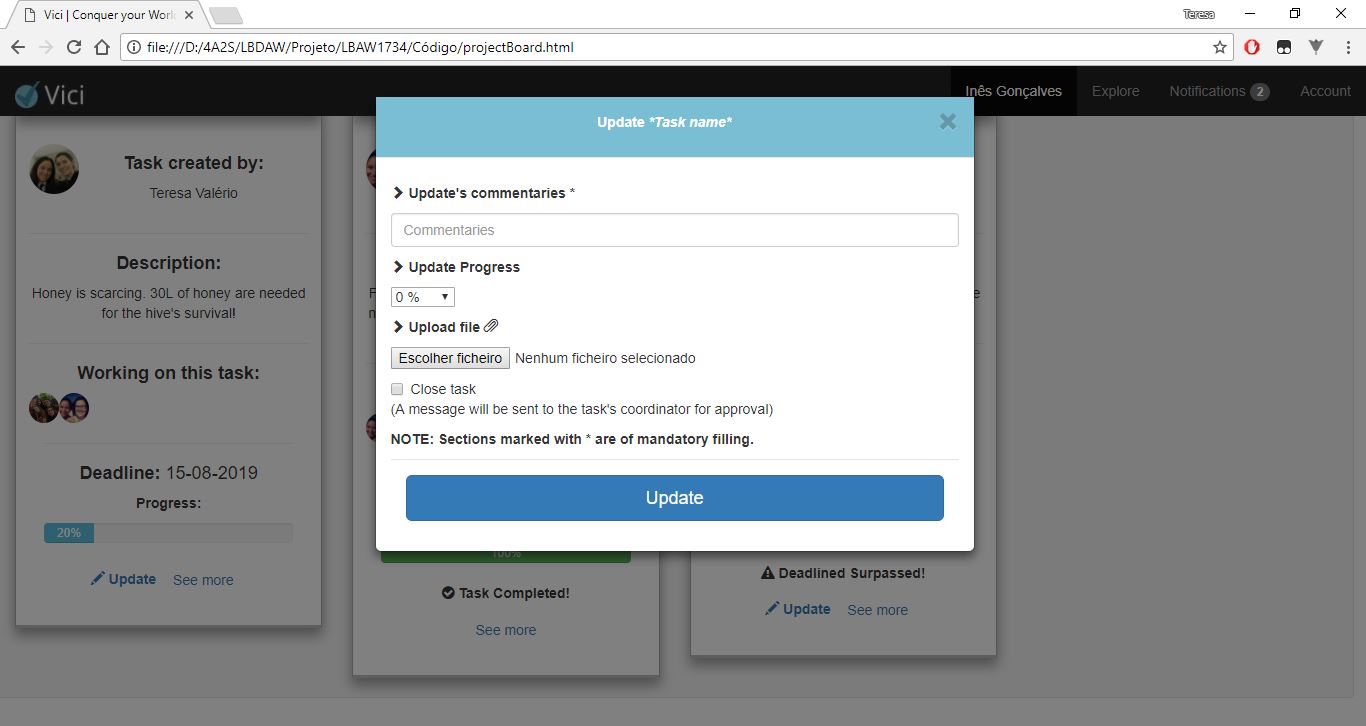 Vici | Conquer your Work
Teresa
file:///D:/4A2S/LBDAW/Projeto/LBAW1734/Código/projectBoard.html
Vici
Inês Gonçalves
Explore
Notifications 2
Account
Task created by:
Teresa Valério
Description:
Honey is scarcing. 30L of honey are needed
for the hive's survival!
Working on this task:
Deadline: 15-08-2019
Progress:
20%
Update See more
Update *Task name*
Update's commentaries *
Commentaries
Update Progress
0 %
Upload file
Escolher ficheiro Nenhum ficheiro selecionado
Close task
(A message will be sent to the task's coordinator for approval)
NOTE: Sections marked with * are of mandatory filling.
Update
100%
Task Completed!
See more
Deadlined Surpassed!
Update See more